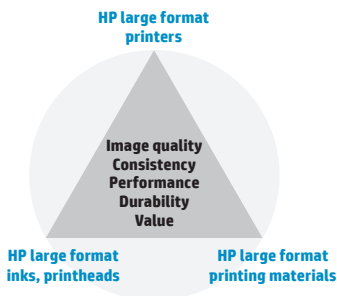 HP large format
printers
Image quality
Consistency
Performance
Durability
Value
HP large format
inks, printheads
HP large format
printing materials